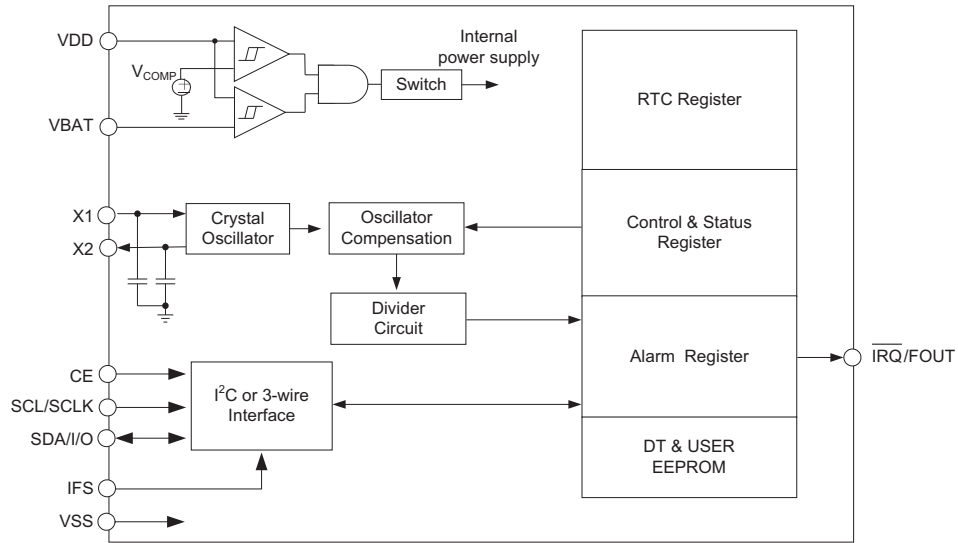 VDD
V_COMP
VBAT
Switch
Internal
power supply
RTC Register
X1
X2
Crystal
Oscillator
Oscillator
Compensation
Control & Status
Register
Divider
Circuit
Alarm Register
IRQ/FOUT
CE
SCL/SCLK
SDA/I/O
IFS
VSS
I²C or 3-wire
Interface
DT & USER
EEPROM